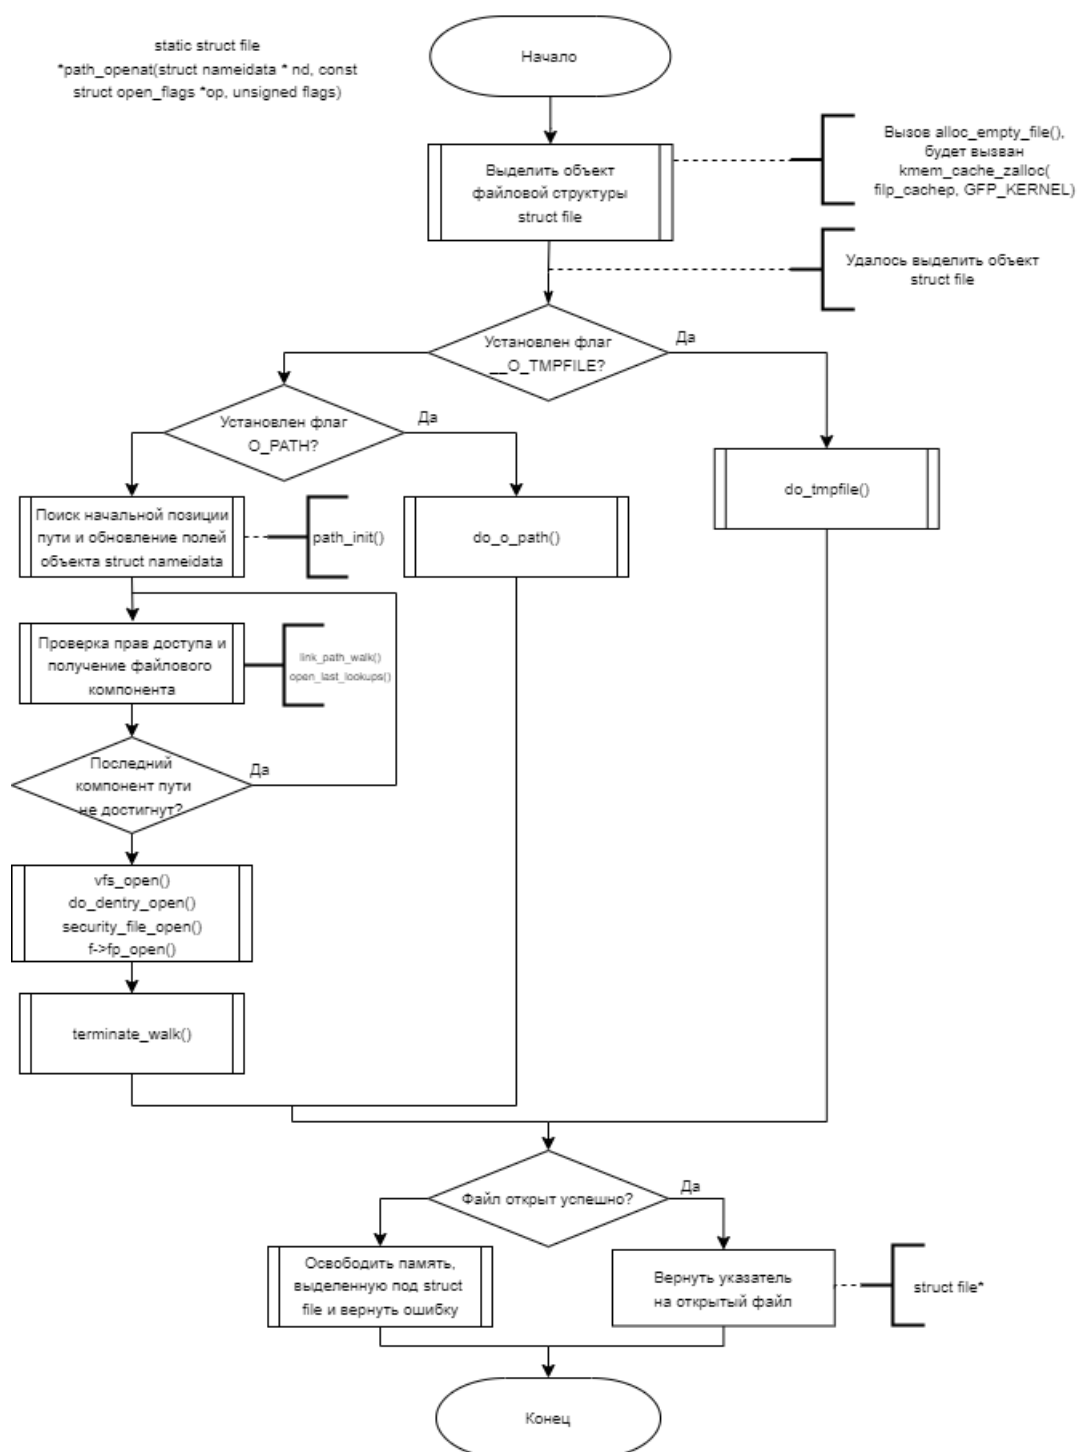 static struct file
*path_openat(struct nameidata * nd, const
struct open_flags *op, unsigned flags)
Начало
Выделить объект
файловой структуры
struct file
Вызов alloc_empty_file(),
будет вызван
kmem_cache_zalloc(
filp_cachep, GFP_KERNEL)
Удалось выделить объект
struct file
Установлен флаг
__O_TMPFILE?
Да
Установлен флаг
O_PATH?
Да
do_tmpfile()
Поиск начальной позиции
пути и обновление полей
объекта struct nameidata
path_init()
do_o_path()
Проверка прав доступа и
получение файлового
компонента
link_path_walk()
open_last_lookups()
Последний
компонент пути
не достигнут?
Да
vfs_open()
do_dentry_open()
security_file_open()
f->fp_open()
terminate_walk()
Файл открыт успешно?
Да
Освободить память,
выделенную под struct
file и вернуть ошибку
Вернуть указатель
на открытый файл
struct file*
Конец